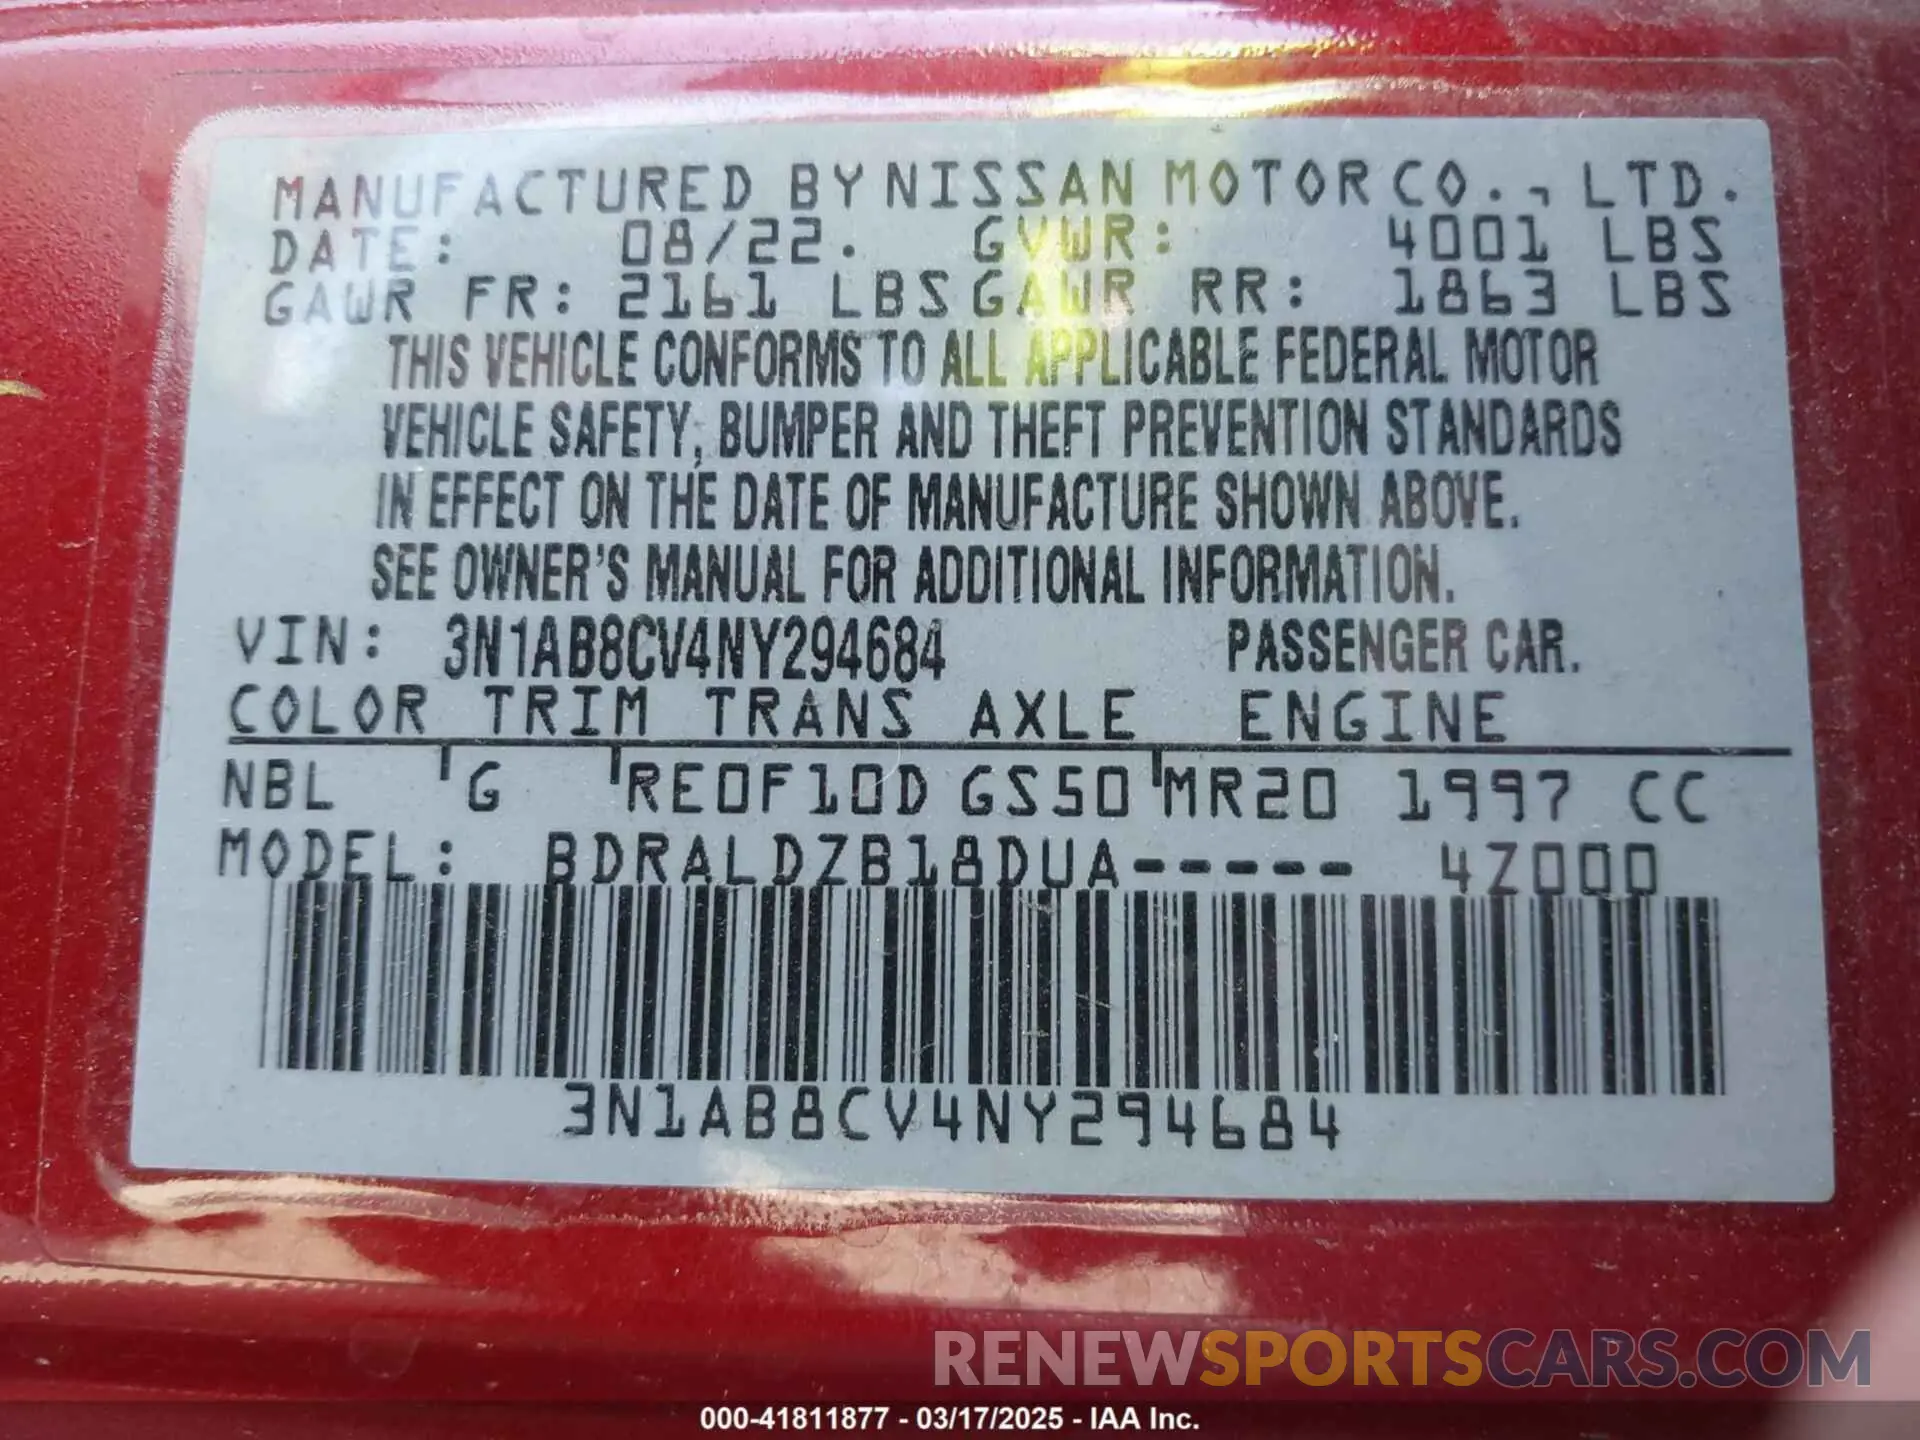 MANUFACTURED BY NISSAN MOTOR CO., LTD.
DATE: 08/22. GVWR: 4001 LBS
GAWR FR: 2161 LBS GAWR RR: 1863 LBS
THIS VEHICLE CONFORMS TO ALL APPLICABLE FEDERAL MOTOR
VEHICLE SAFETY, BUMPER AND THEFT PREVENTION STANDARDS
IN EFFECT ON THE DATE OF MANUFACTURE SHOWN ABOVE.
SEE OWNER'S MANUAL FOR ADDITIONAL INFORMATION.
VIN: 3N1AB8CV4NY294684 PASSENGER CAR.
COLOR TRIM TRANS AXLE ENGINE
NBL G RE0F10D GS50 MR20 1997 CC
MODEL: BDRALDZB18DUA----- 4Z000
3N1AB8CV4NY294684
RENEWSPORTSCARS.COM
000-41811877 - 03/17/2025 - IAA Inc.